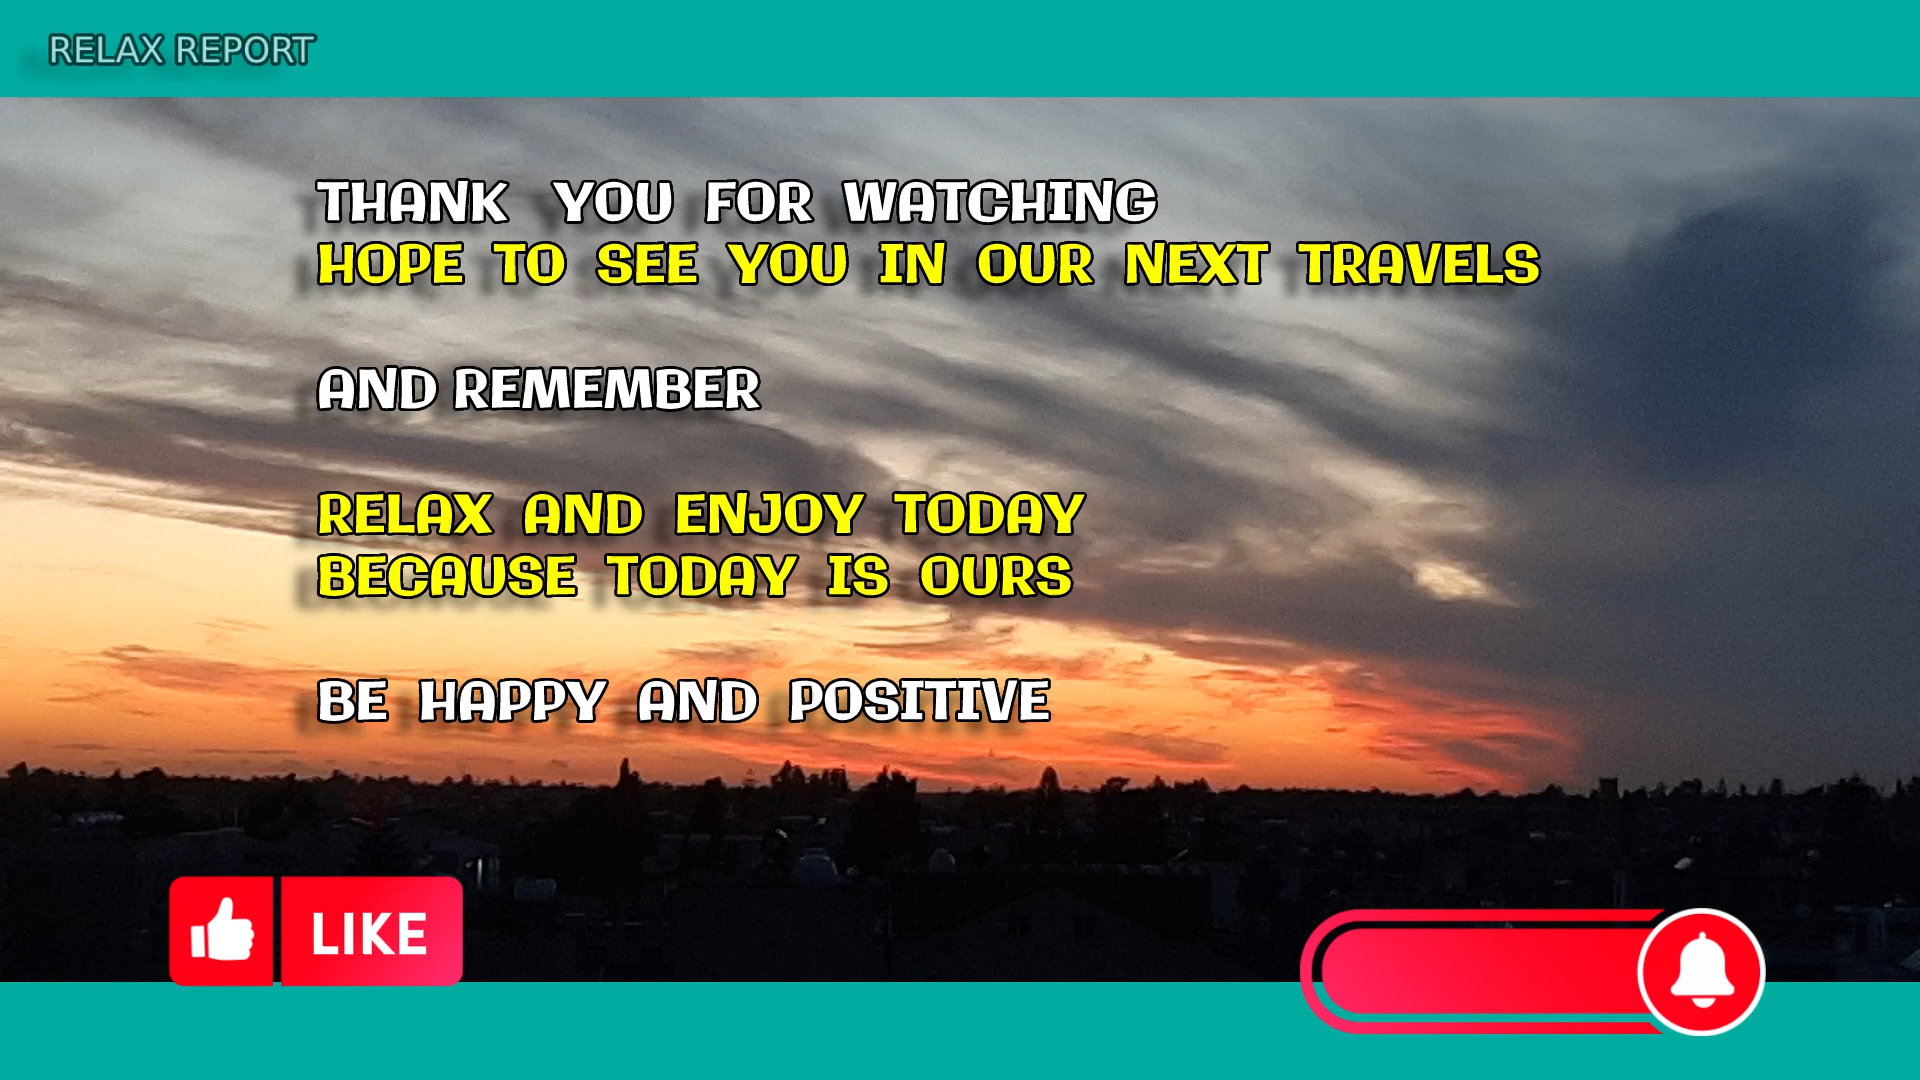 RELAX REPORT
THANK YOU FOR WATCHING
HOPE TO SEE YOU IN OUR NEXT TRAVELS
AND REMEMBER
RELAX AND ENJOY TODAY
BECAUSE TODAY IS OURS
BE HAPPY AND POSITIVE
LIKE